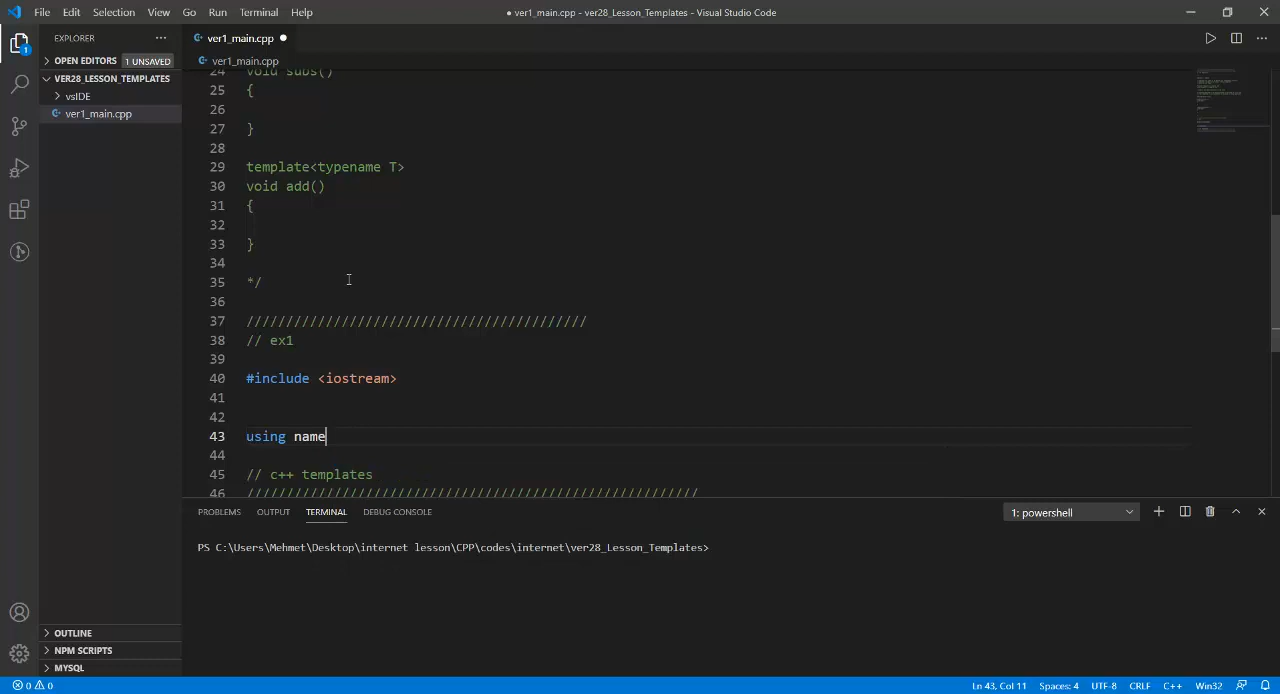 File Edit Selection View Go Run Terminal Help
● ver1_main.cpp - ver28_Lesson_Templates - Visual Studio Code
EXPLORER
ver1_main.cpp
OPEN EDITORS 1 UNSAVED
ver1_main.cpp
VER28_LESSON_TEMPLATES
vsIDE
ver1_main.cpp
24 void subs()
25 {
26
27 }
28
29 template<typename T>
30 void add()
31 {
32
33 }
34
35 */
36
37 ///////////////////////////////////////////
38 // ex1
39
40 #include <iostream>
41
42
43 using name
44
45 // c++ templates
46 /////////////////////////////////////////////////////////
PROBLEMS OUTPUT TERMINAL DEBUG CONSOLE
1: powershell
PS C:\Users\Mehmet\Desktop\internet lesson\CPP\codes\internet\ver28_Lesson_Templates>
OUTLINE
NPM SCRIPTS
MYSQL
0 0
Ln 43, Col 11 Spaces: 4 UTF-8 CRLF C++ Win32